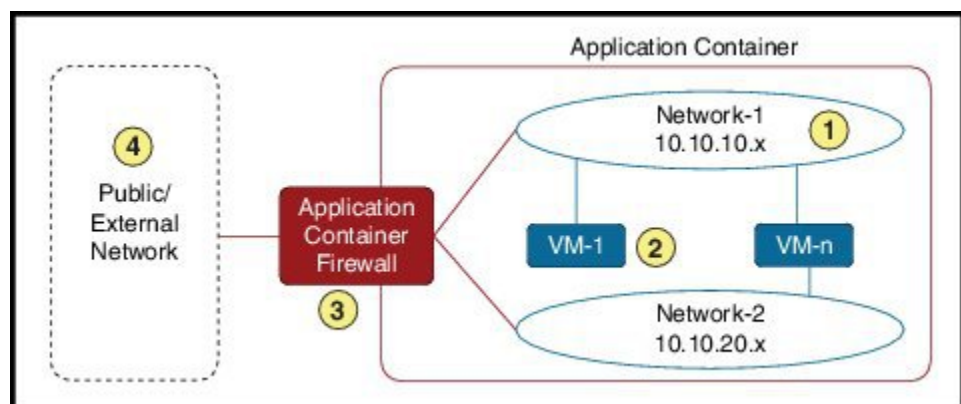 Application Container
4
Public/
External
Network
Application
Container
Firewall
3
Network-1
10.10.10.x
1
VM-1
2
VM-n
Network-2
10.10.20.x